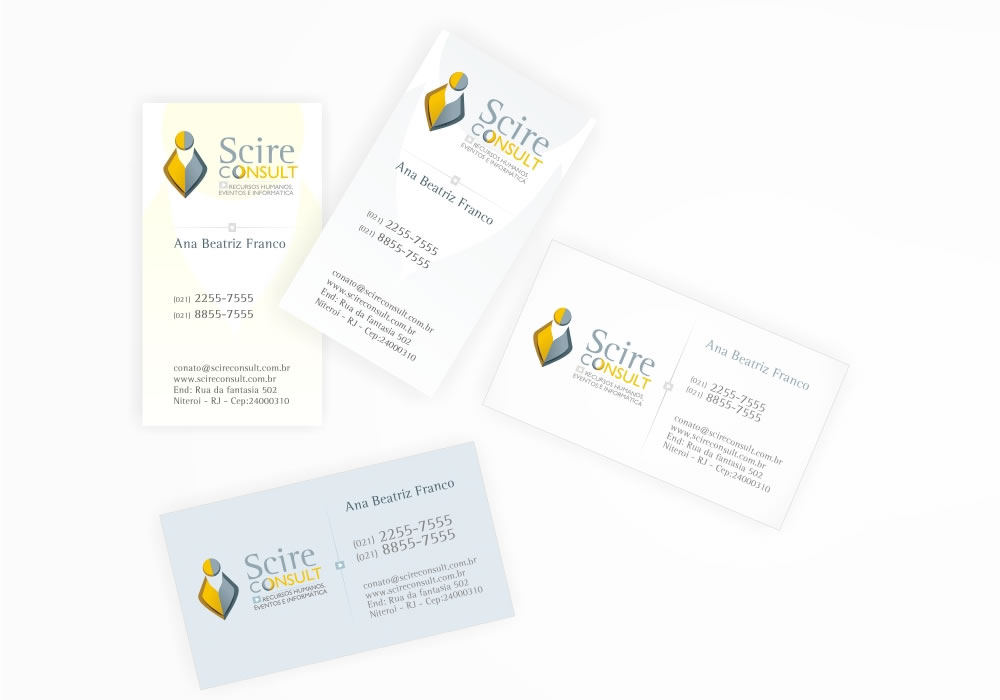 Scire
CONSULT
RECURSOS HUMANOS,
EVENTOS E INFORMATICA
Ana Beatriz Franco
(021) 2255-7555
(021) 8855-7555
conato@scireconsult.com.br
www.scireconsult.com.br
End: Rua da fantasia 502
Niteroi - RJ - Cep:24000310
Scire
CONSULT
RECURSOS HUMANOS,
EVENTOS E INFORMATICA
Ana Beatriz Franco
(021) 2255-7555
(021) 8855-7555
conato@scireconsult.com.br
www.scireconsult.com.br
End: Rua da fantasia 502
Niteroi - RJ - Cep:24000310
Scire
CONSULT
RECURSOS HUMANOS,
EVENTOS E INFORMATICA
Ana Beatriz Franco
(021) 2255-7555
(021) 8855-7555
conato@scireconsult.com.br
www.scireconsult.com.br
End: Rua da fantasia 502
Niteroi - RJ - Cep:24000310
Scire
CONSULT
RECURSOS HUMANOS,
EVENTOS E INFORMATICA
Ana Beatriz Franco
(021) 2255-7555
(021) 8855-7555
conato@scireconsult.com.br
www.scireconsult.com.br
End: Rua da fantasia 502
Niteroi - RJ - Cep:24000310